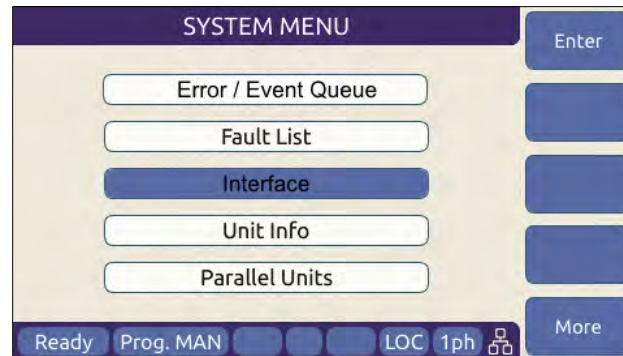 SYSTEM MENU
Enter
Error / Event Queue
Fault List
Interface
Unit Info
Parallel Units
More
Ready Prog. MAN LOC 1ph